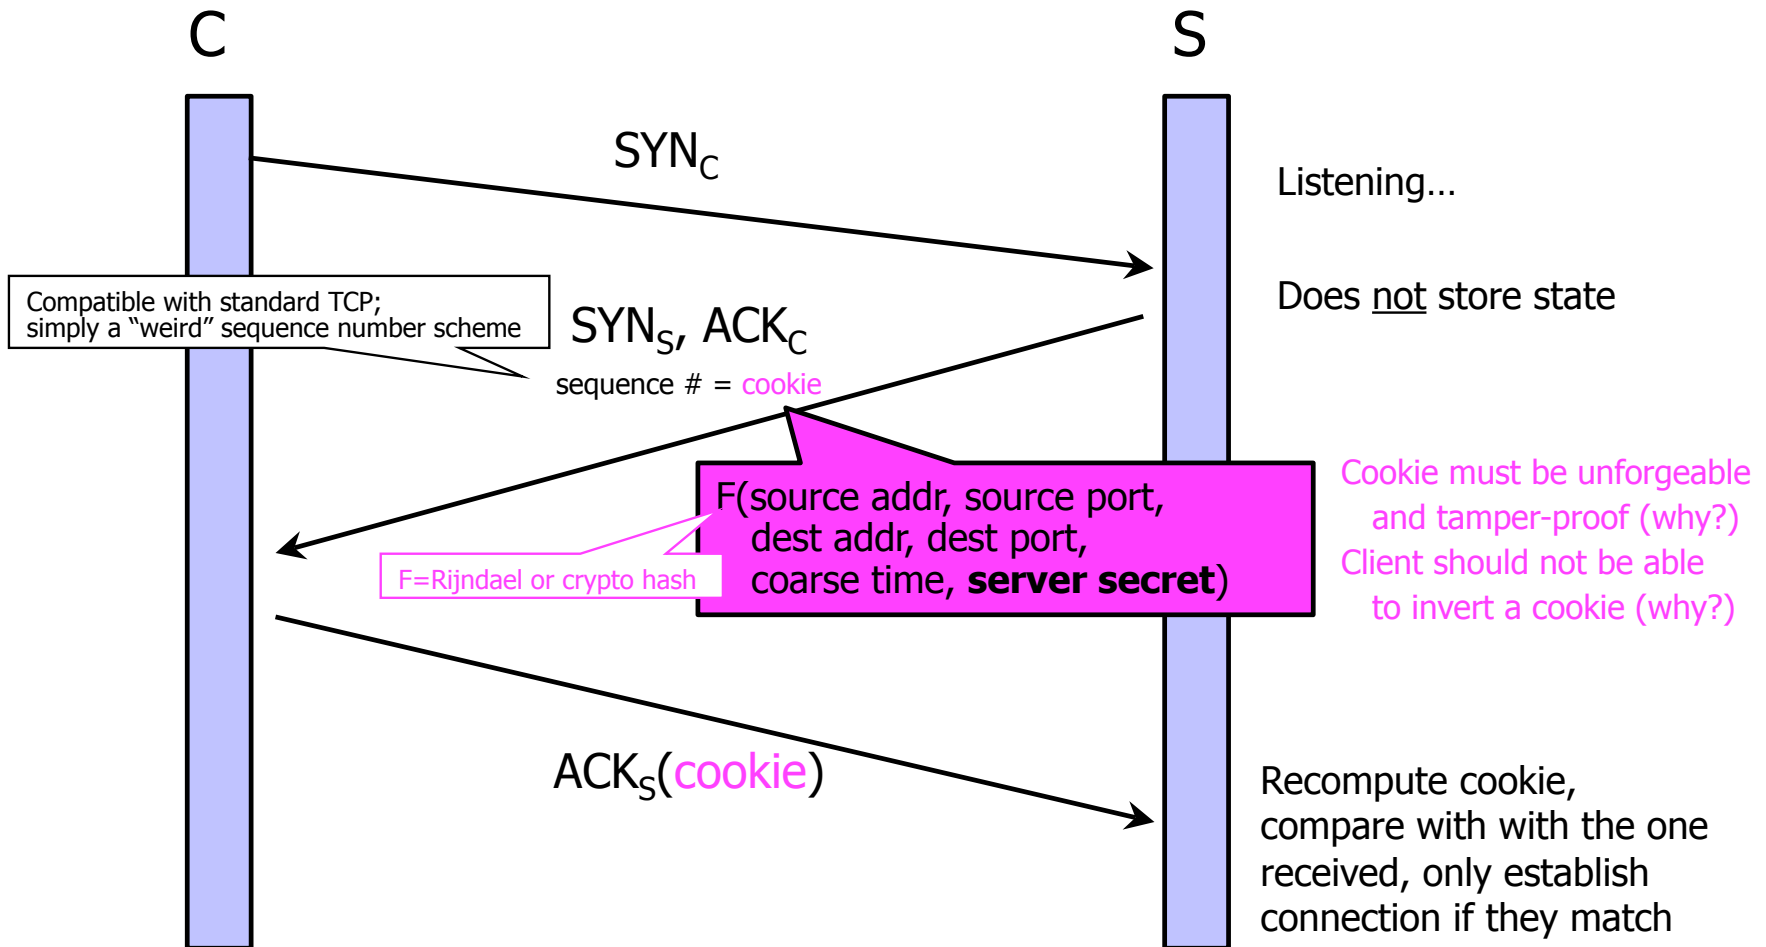 C
S
SYNC
Listening…
Does not store state
Compatible with standard TCP;
simply a “weird” sequence number scheme
SYNS, ACKC
sequence # = cookie
F(source addr, source port,
dest addr, dest port,
coarse time, server secret)
F=Rijndael or crypto hash
Cookie must be unforgeable
and tamper-proof (why?)
Client should not be able
to invert a cookie (why?)
ACKS(cookie)
Recompute cookie,
compare with with the one
received, only establish
connection if they match